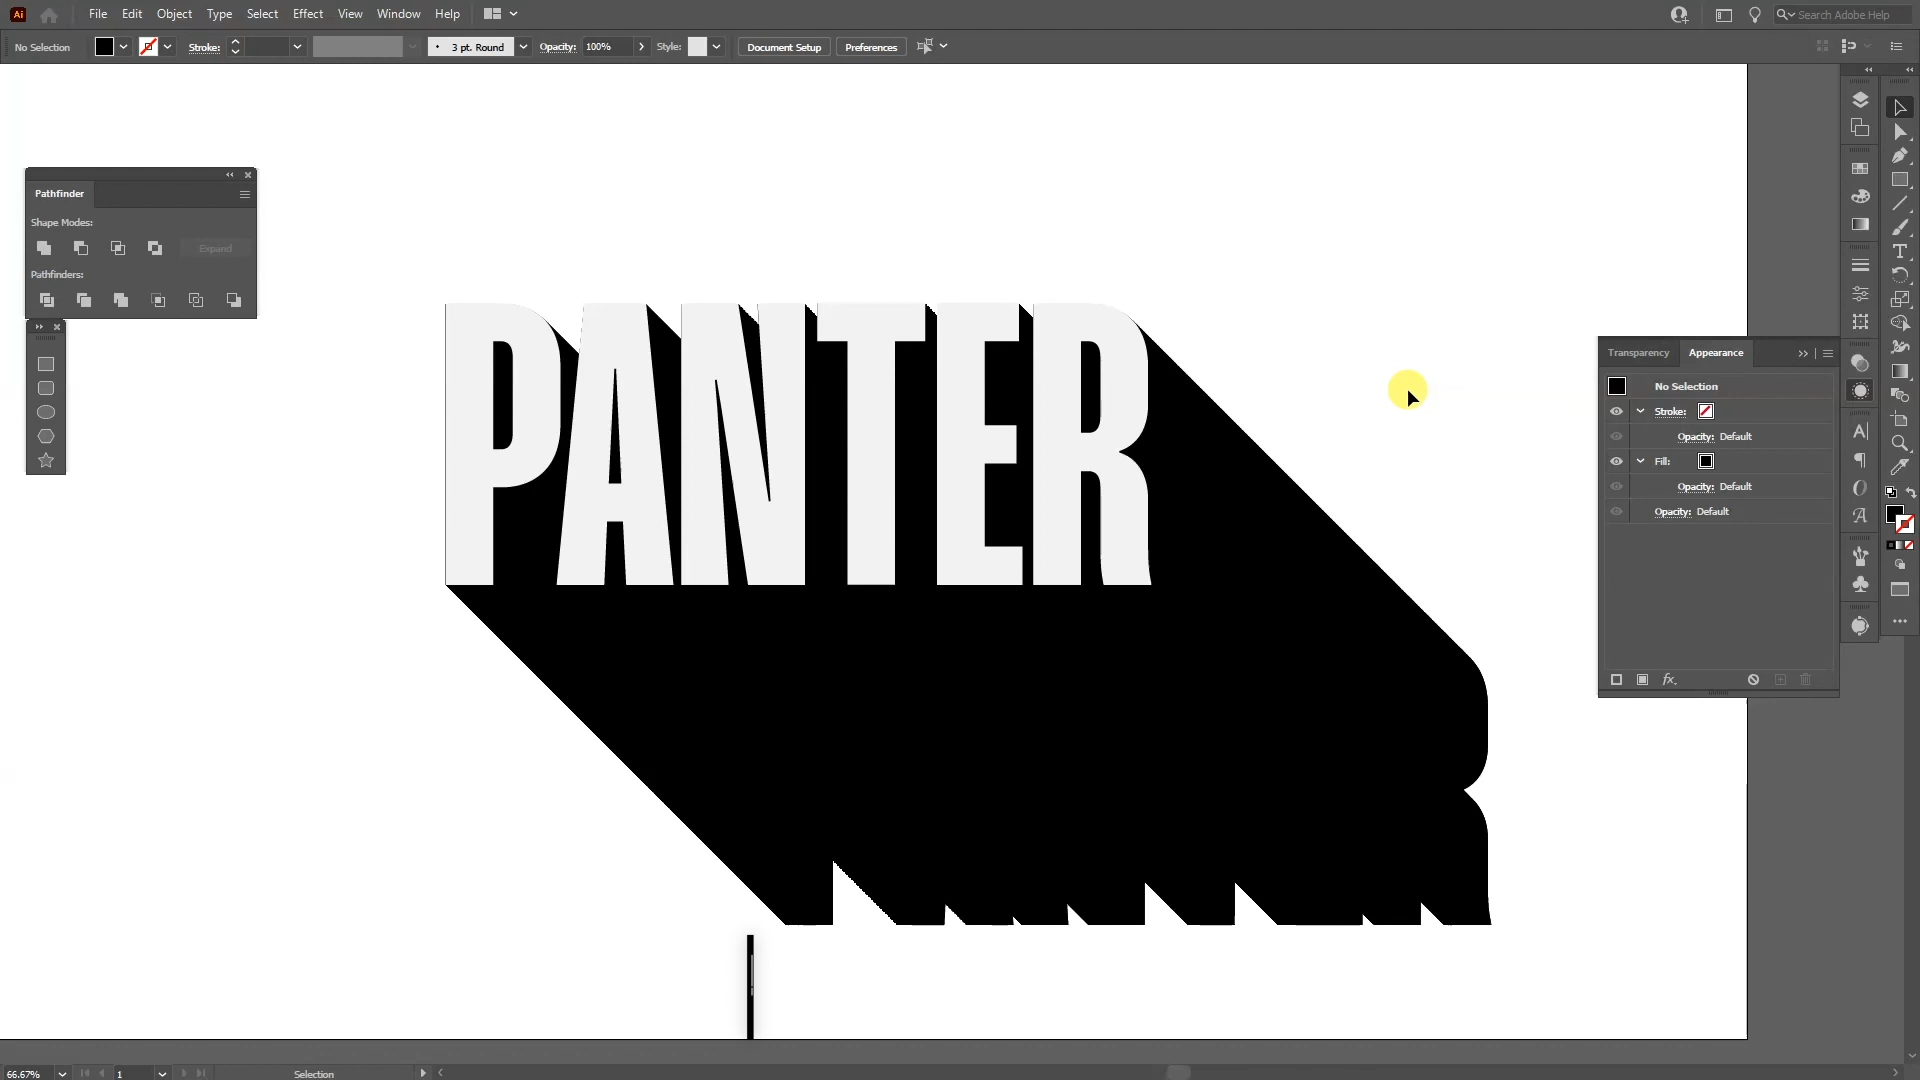 Ai File Edit Object Type Select Effect View Window Help Search Adobe Help
No Selection Stroke: 3 pt. Round Opacity: 100% Style: Document Setup Preferences
Pathfinder
Shape Modes:
Expand
Pathfinders:
PANTER
Transparency Appearance
No Selection
Stroke:
Opacity: Default
Fill:
Opacity: Default
Opacity: Default
fx.
66.67% 1 Selection